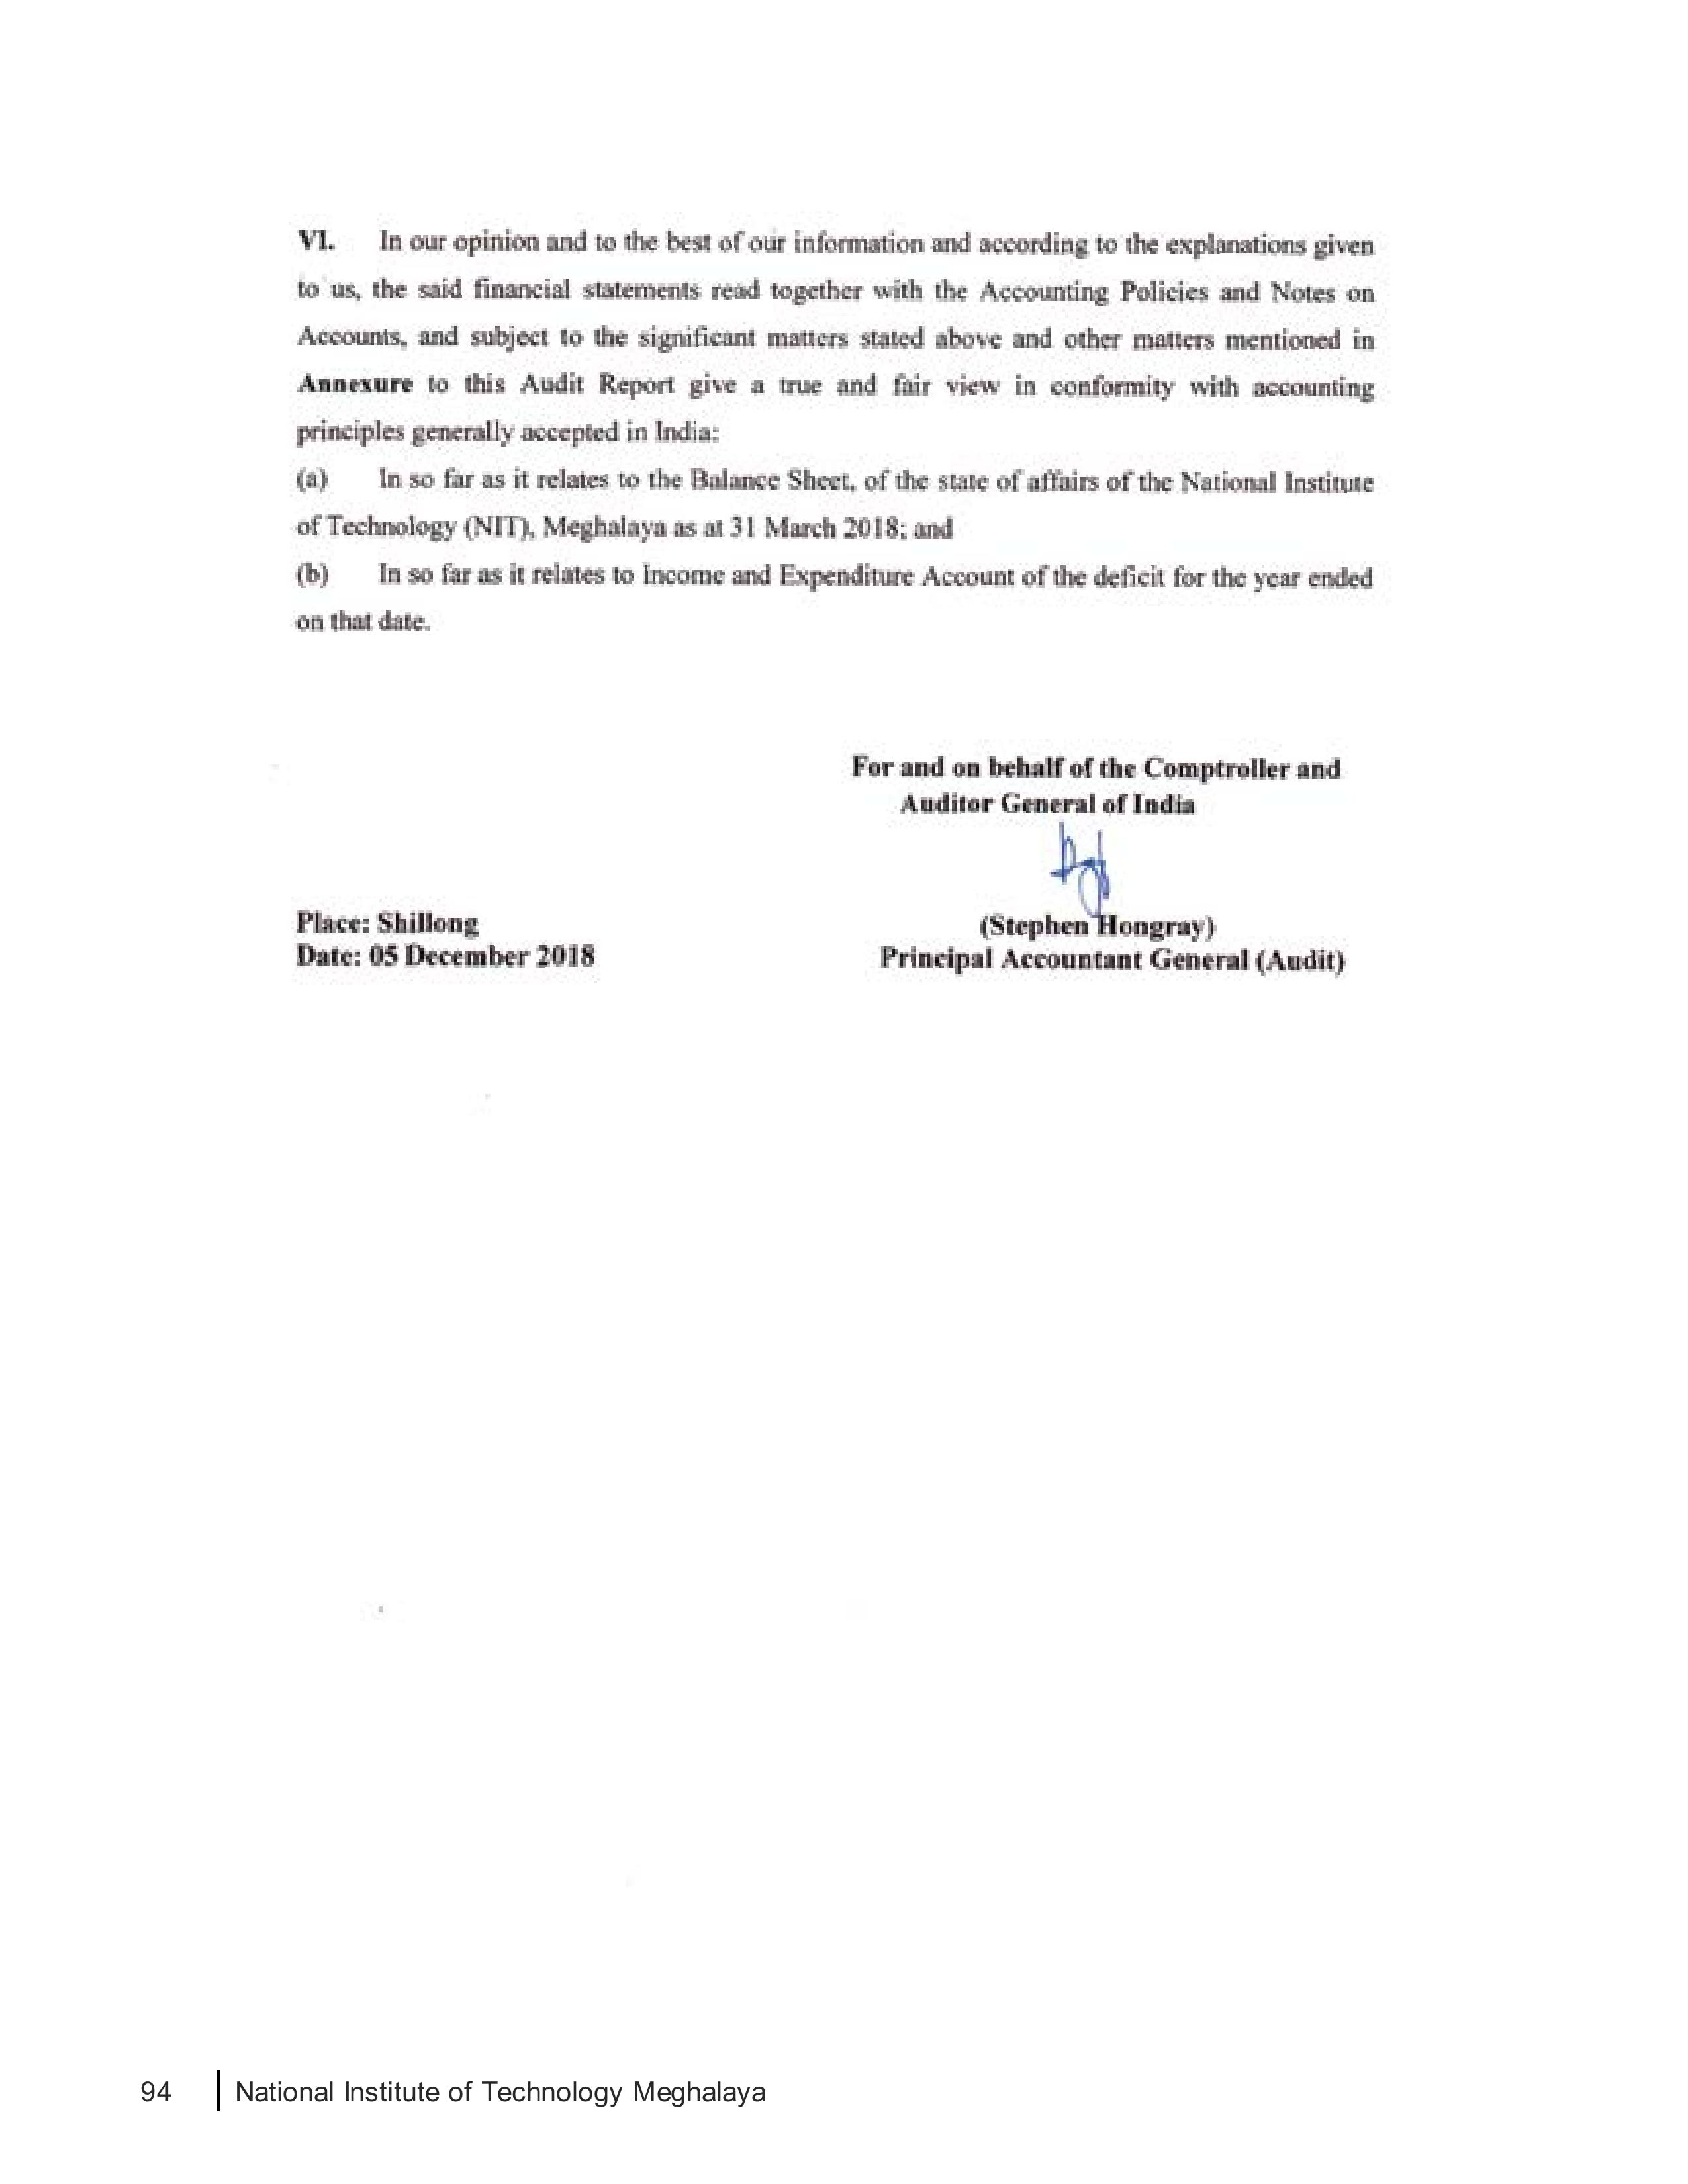 VI. In our opinion and to the best of our information and according to the explanations given
to us, the said financial statements read together with the Accounting Policies and Notes on
Accounts, and subject to the significant matters stated above and other matters mentioned in
Annexure to this Audit Report give a true and fair view in conformity with accounting
principles generally accepted in India:
(a) In so far as it relates to the Balance Sheet, of the state of affairs of the National Institute
of Technology (NIT), Meghalaya as at 31 March 2018; and
(b) In so far as it relates to Income and Expenditure Account of the deficit for the year ended
on that date.
For and on behalf of the Comptroller and
Auditor General of India
Place: Shillong
Date: 05 December 2018
(Stephen Hongray)
Principal Accountant General (Audit)
94 National Institute of Technology Meghalaya